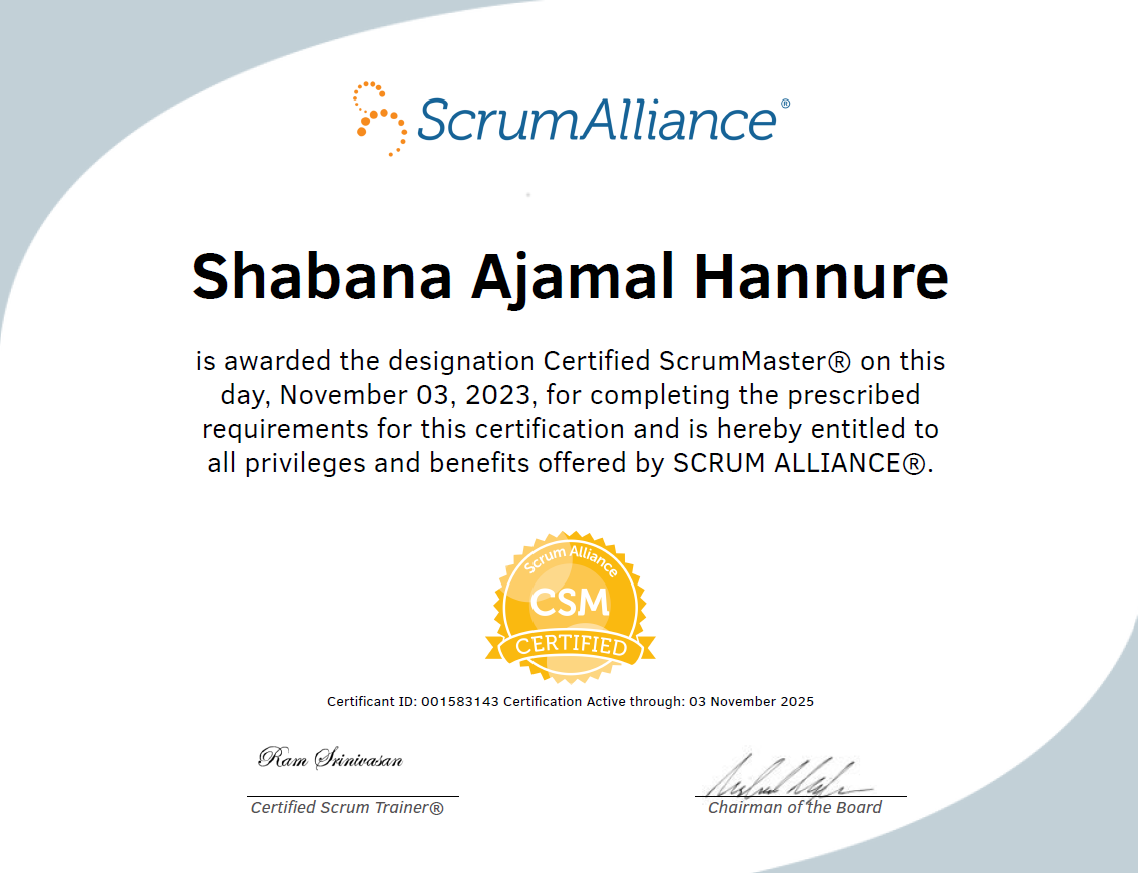 ScrumAlliance®
Shabana Ajamal Hannure
is awarded the designation Certified ScrumMaster® on this
day, November 03, 2023, for completing the prescribed
requirements for this certification and is hereby entitled to
all privileges and benefits offered by SCRUM ALLIANCE®.
Scrum Alliance
CSM
CERTIFIED
Certificant ID: 001583143 Certification Active through: 03 November 2025
Ram Srinivasan
Certified Scrum Trainer®
Chairman of the Board